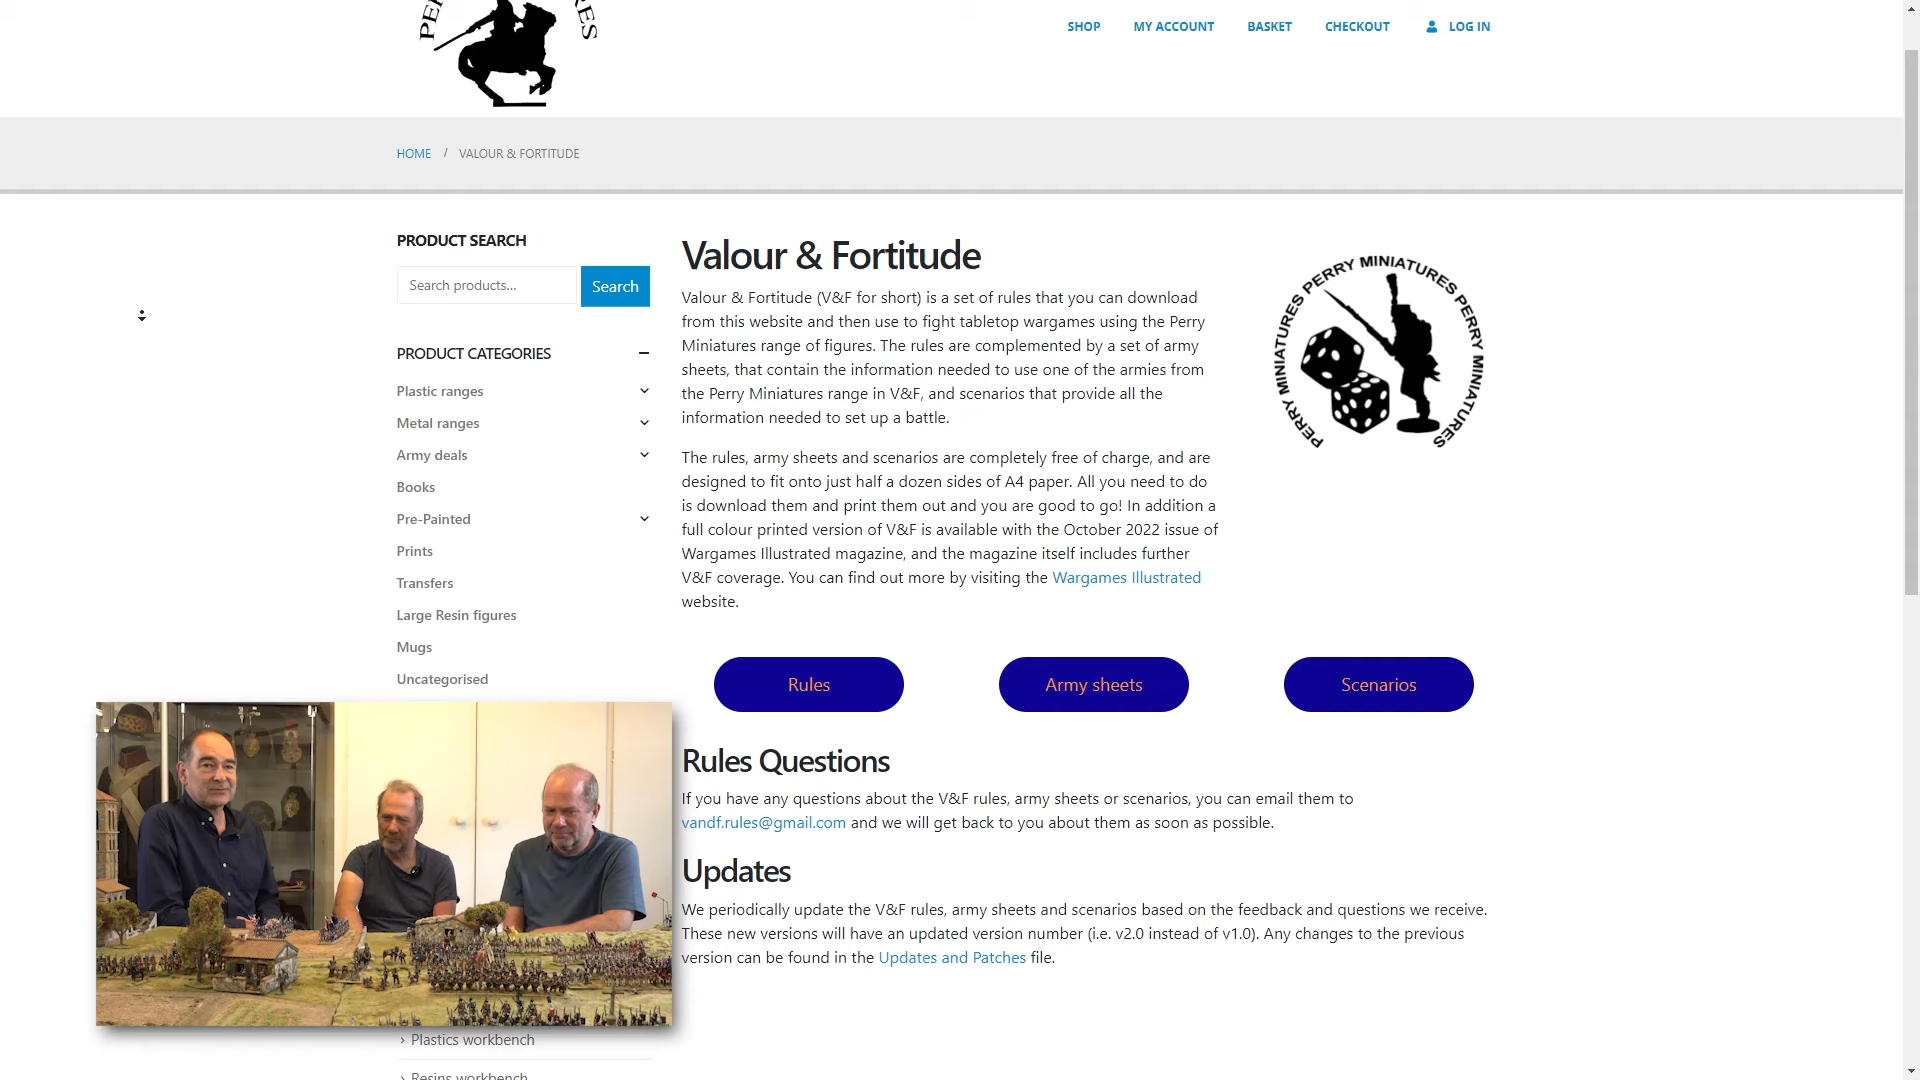 SHOP
MY ACCOUNT
BASKET
CHECKOUT
LOG IN
HOME / VALOUR & FORTITUDE
PRODUCT SEARCH
Search products…
Search
PRODUCT CATEGORIES
Plastic ranges
Metal ranges
Army deals
Books
Pre-Painted
Prints
Transfers
Large Resin figures
Mugs
Uncategorised
Plastics workbench
Resins workbench
Valour & Fortitude
Valour & Fortitude (V&F for short) is a set of rules that you can download
from this website and then use to fight tabletop wargames using the Perry
Miniatures range of figures. The rules are complemented by a set of army
sheets, that contain the information needed to use one of the armies from
the Perry Miniatures range in V&F, and scenarios that provide all the
information needed to set up a battle.
The rules, army sheets and scenarios are completely free of charge, and are
designed to fit onto just half a dozen sides of A4 paper. All you need to do
is download them and print them out and you are good to go! In addition a
full colour printed version of V&F is available with the October 2022 issue of
Wargames Illustrated magazine, and the magazine itself includes further
V&F coverage. You can find out more by visiting the Wargames Illustrated
website.
PERRY MINIATURES PERRY MINIATURES PERRY MINIATURES
Rules
Army sheets
Scenarios
Rules Questions
If you have any questions about the V&F rules, army sheets or scenarios, you can email them to
vandf.rules@gmail.com and we will get back to you about them as soon as possible.
Updates
We periodically update the V&F rules, army sheets and scenarios based on the feedback and questions we receive.
These new versions will have an updated version number (i.e. v2.0 instead of v1.0). Any changes to the previous
version can be found in the Updates and Patches file.